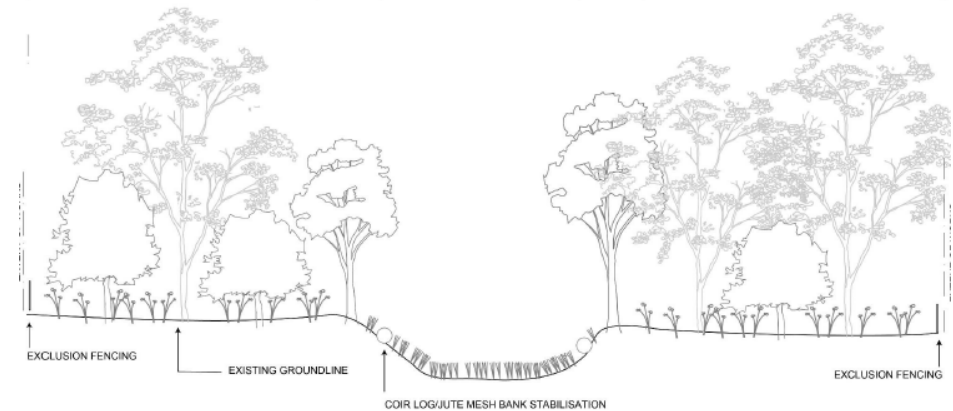 EXCLUSION FENCING
EXISTING GROUNDLINE
EXCLUSION FENCING
COIR LOG/JUTE MESH BANK STABILISATION